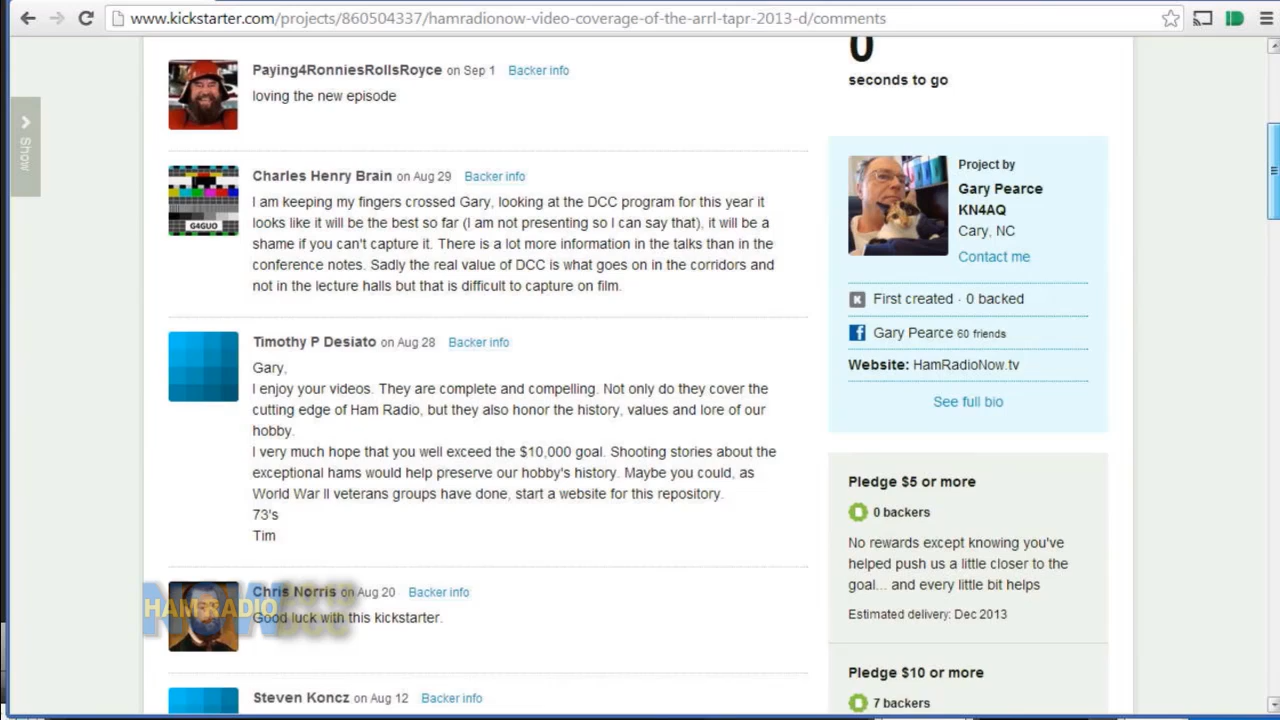 www.kickstarter.com/projects/860504337/hamradionow-video-coverage-of-the-arrl-tapr-2013-d/comments
Show
Paying4RonniesRollsRoyce on Sep 1 Backer info
loving the new episode
Charles Henry Brain on Aug 29 Backer info
G4GUO
I am keeping my fingers crossed Gary, looking at the DCC program for this year it
looks like it will be the best so far (I am not presenting so I can say that), it will be a
shame if you can't capture it. There is a lot more information in the talks than in the
conference notes. Sadly the real value of DCC is what goes on in the corridors and
not in the lecture halls but that is difficult to capture on film.
Timothy P Desiato on Aug 28 Backer info
Gary,
I enjoy your videos. They are complete and compelling. Not only do they cover the
cutting edge of Ham Radio, but they also honor the history, values and lore of our
hobby.
I very much hope that you well exceed the $10,000 goal. Shooting stories about the
exceptional hams would help preserve our hobby's history. Maybe you could, as
World War II veterans groups have done, start a website for this repository.
73's
Tim
Chris Norris on Aug 20 Backer info
Good luck with this kickstarter.
HAM RADIO
NOW DCC
Steven Koncz on Aug 12 Backer info
0
seconds to go
Project by
Gary Pearce
KN4AQ
Cary, NC
Contact me
First created · 0 backed
Gary Pearce 60 friends
Website: HamRadioNow.tv
See full bio
Pledge $5 or more
0 backers
No rewards except knowing you've
helped push us a little closer to the
goal... and every little bit helps
Estimated delivery: Dec 2013
Pledge $10 or more
7 backers